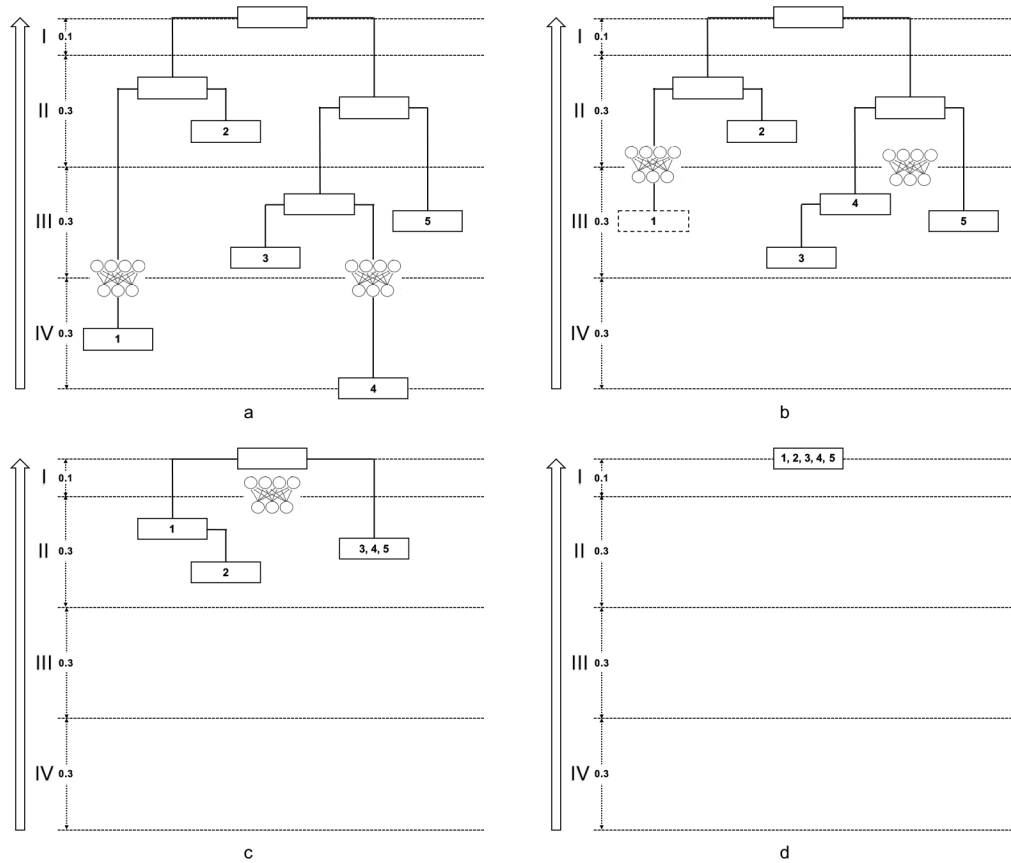 I 0.1
II 0.3
2
III 0.3
5
3
IV 0.3
1
4
a
I 0.1
II 0.3
2
III 0.3
1
4
5
3
IV 0.3
b
I 0.1
II 0.3
1
3, 4, 5
2
III 0.3
IV 0.3
c
1, 2, 3, 4, 5
I 0.1
II 0.3
III 0.3
IV 0.3
d